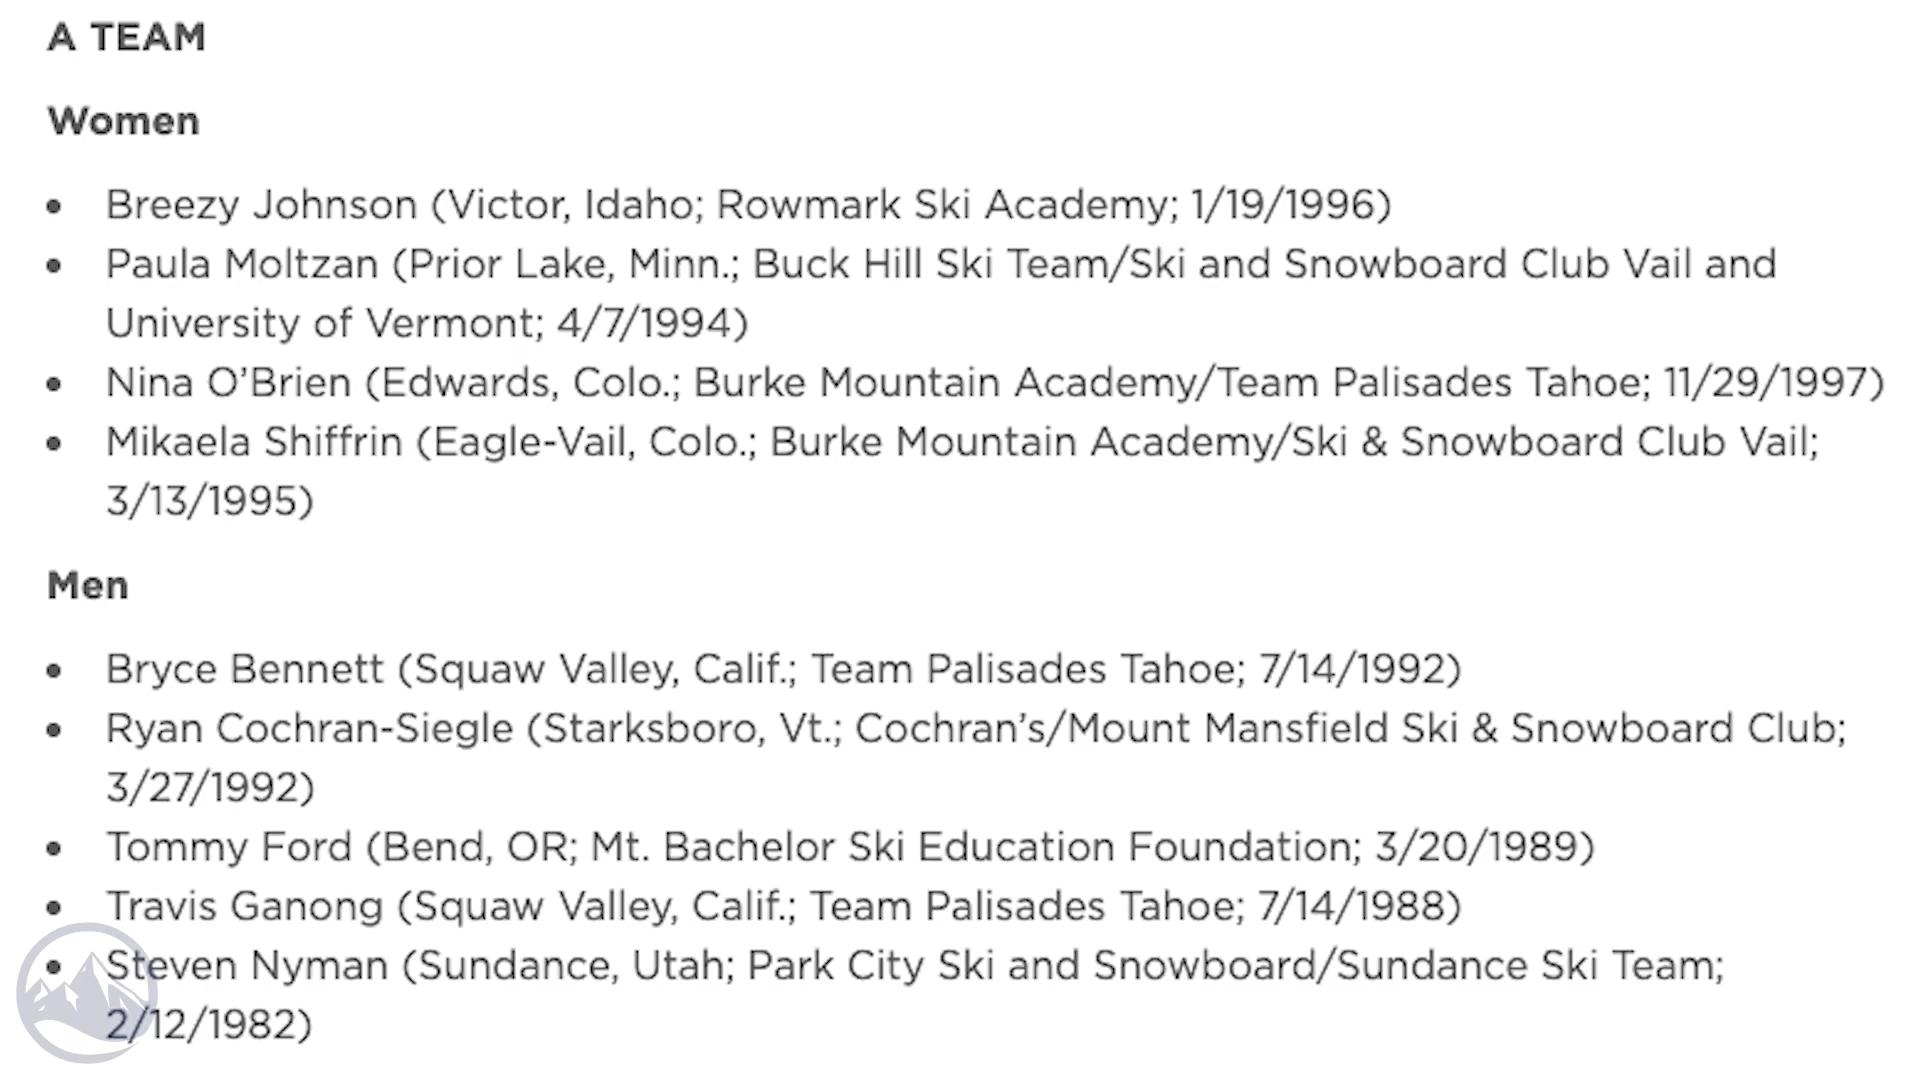 A TEAM
Women
• Breezy Johnson (Victor, Idaho; Rowmark Ski Academy; 1/19/1996)
• Paula Moltzan (Prior Lake, Minn.; Buck Hill Ski Team/Ski and Snowboard Club Vail and
University of Vermont; 4/7/1994)
• Nina O’Brien (Edwards, Colo.; Burke Mountain Academy/Team Palisades Tahoe; 11/29/1997)
• Mikaela Shiffrin (Eagle-Vail, Colo.; Burke Mountain Academy/Ski & Snowboard Club Vail;
3/13/1995)
Men
• Bryce Bennett (Squaw Valley, Calif.; Team Palisades Tahoe; 7/14/1992)
• Ryan Cochran-Siegle (Starksboro, Vt.; Cochran’s/Mount Mansfield Ski & Snowboard Club;
3/27/1992)
• Tommy Ford (Bend, OR; Mt. Bachelor Ski Education Foundation; 3/20/1989)
• Travis Ganong (Squaw Valley, Calif.; Team Palisades Tahoe; 7/14/1988)
• Steven Nyman (Sundance, Utah; Park City Ski and Snowboard/Sundance Ski Team;
2/12/1982)